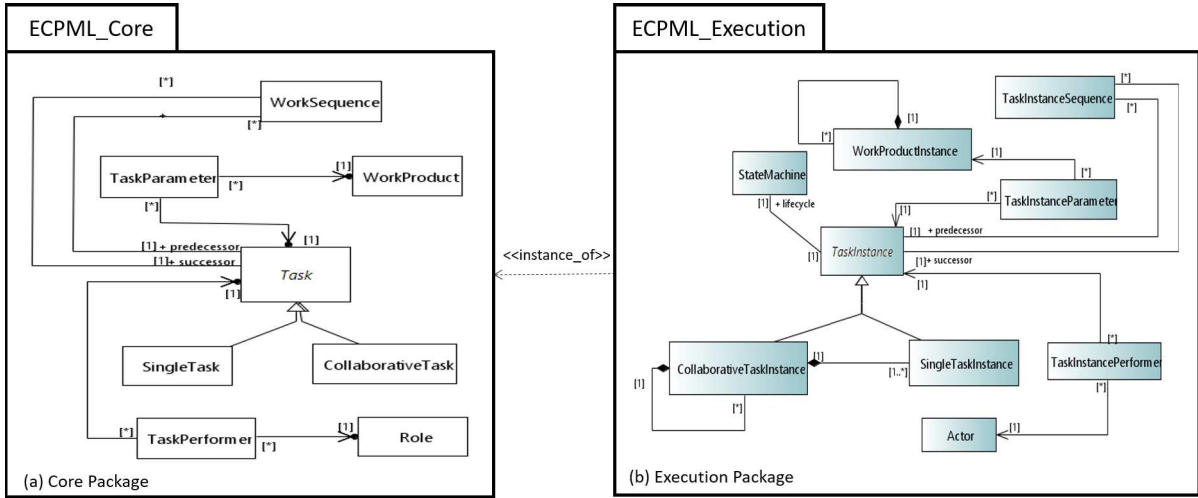 ECPML_Core
[*]
WorkSequence
+
[*]
TaskParameter
[*]
[1]
WorkProduct
[*]
[1]
[1] + predecessor
[1]+ successor
Task
[1]
SingleTask
CollaborativeTask
[*]
TaskPerformer
[*]
[1]
Role
(a) Core Package
<<instance_of>>
ECPML_Execution
[*]
TaskInstanceSequence
[*]
[1]
[*]
WorkProductInstance
[1]
StateMachine
[*]
[1] + lifecycle
[*]
TaskInstanceParameter
[1]
[1] + predecessor
TaskInstance
[1]
[1]+ successor
[1]
[*]
CollaborativeTaskInstance
[1]
[1..*]
SingleTaskInstance
TaskInstancePerformer
[1]
[*]
[*]
Actor
[1]
(b) Execution Package